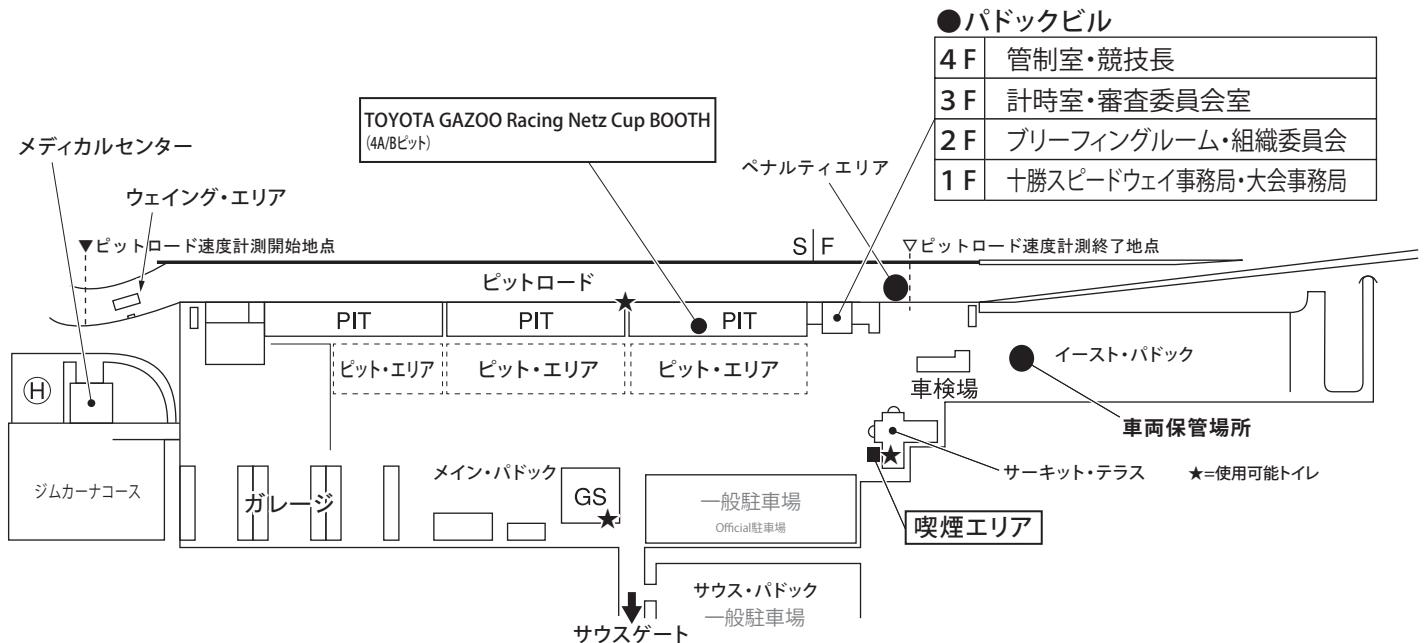 ●パドックビル
4F 管制室・競技長
3F 計時室・審査委員会室
2F ブリーフィングルーム・組織委員会
1F 十勝スピードウェイ事務局・大会事務局
TOYOTA GAZOO Racing Netz Cup BOOTH
(4A/Bピット)
メディカルセンター
ペナルティエリア
ウェイング・エリア
▼ピットロード速度計測開始地点
S|F
▽ピットロード速度計測終了地点
ピットロード
PIT
PIT
PIT
ピット・エリア
ピット・エリア
ピット・エリア
イースト・パドック
H
車検場
車両保管場所
メイン・パドック
サーキット・テラス
★=使用可能トイレ
ジムカーナコース
ガレージ
GS
一般駐車場
Official駐車場
喫煙エリア
サウス・パドック
一般駐車場
サウスゲート